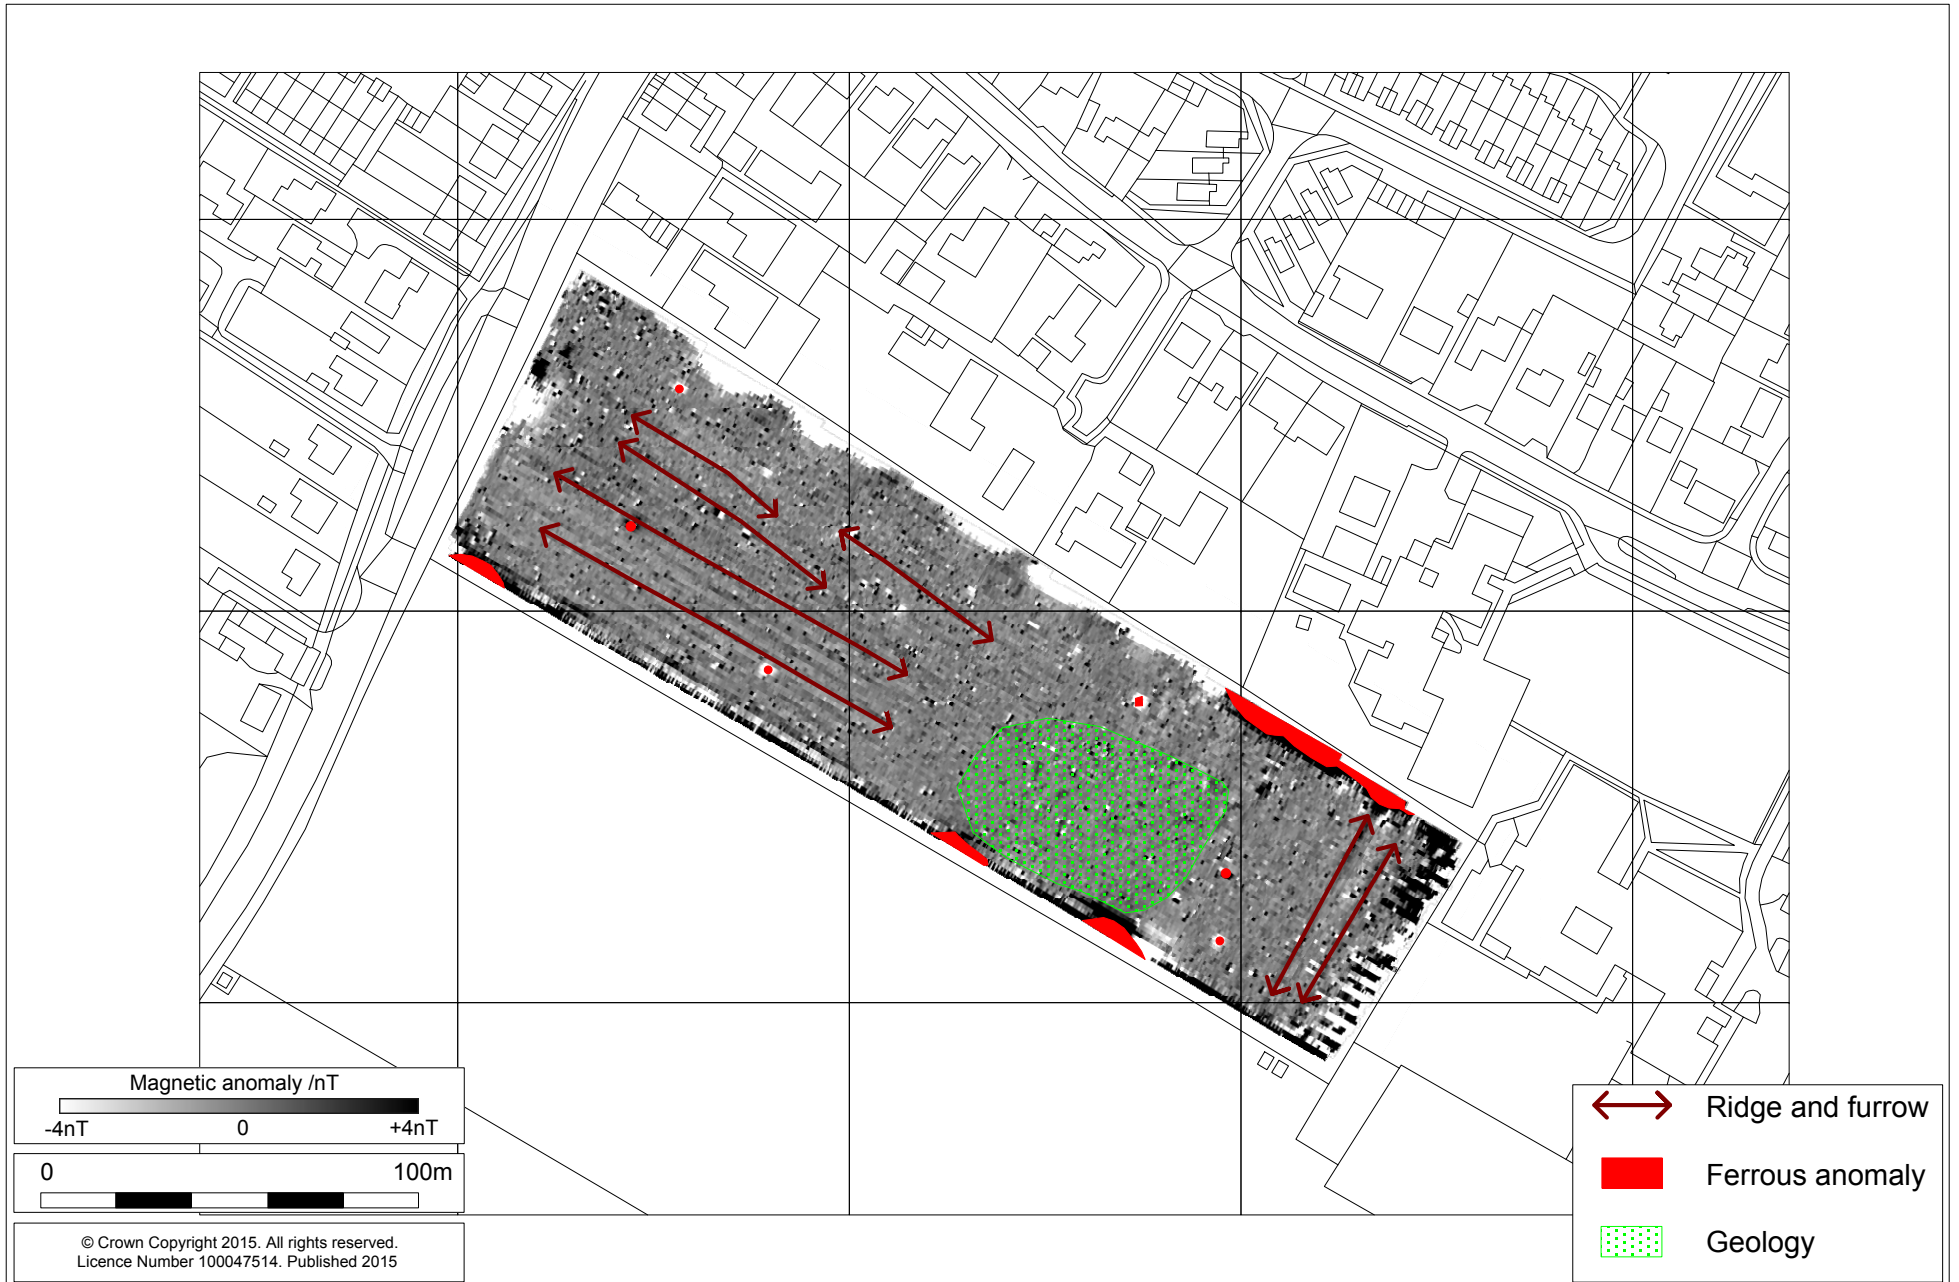 Magnetic anomaly /nT
-4nT 0 +4nT
0 100m
© Crown Copyright 2015. All rights reserved.
Licence Number 100047514. Published 2015
Ridge and furrow
Ferrous anomaly
Geology